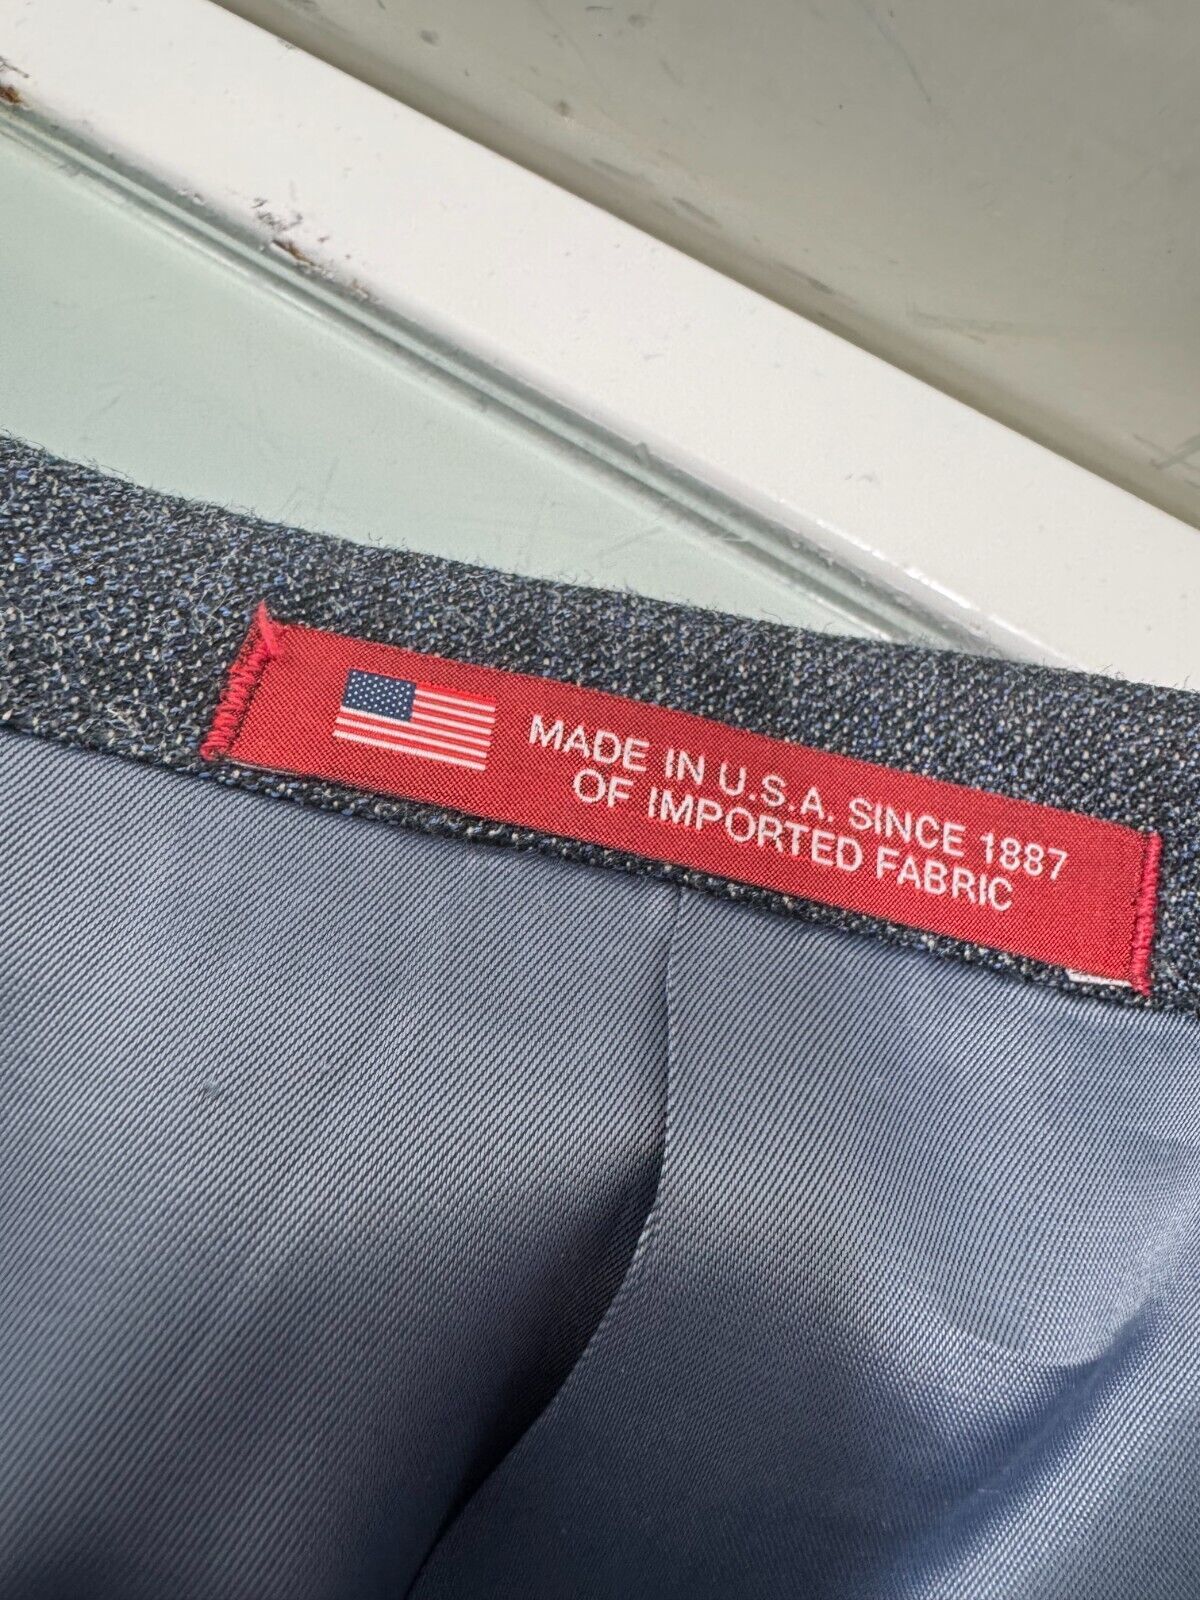 MADE IN U.S.A. SINCE 1887
OF IMPORTED FABRIC